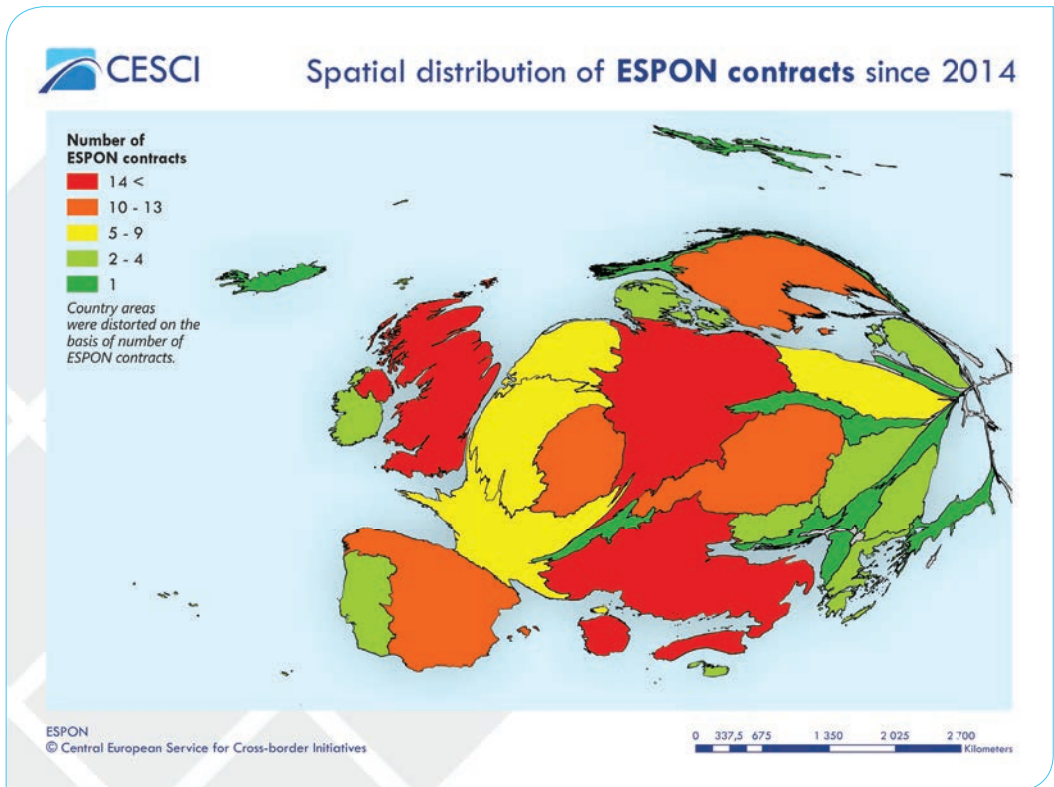 CESCI
Spatial distribution of ESPON contracts since 2014
Number of
ESPON contracts
14 <
10 - 13
5 - 9
2 - 4
1
Country areas
were distorted on the
basis of number of
ESPON contracts.
ESPON
© Central European Service for Cross-border Initiatives
0 337,5 675 1 350 2 025 2 700
Kilometers